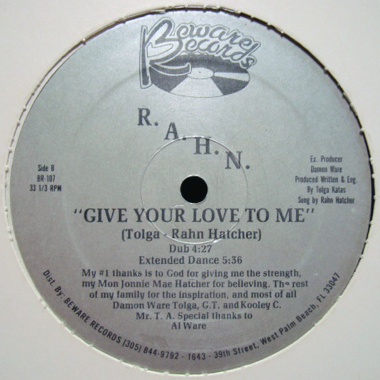 Beware!
Records
R. A. H. N.
Side B
BR 107
33 1/3 RPM
Ex. Producer
Damon Ware
Produced Written & Eng.
By Tolga Katas
Song by Rahn Hatcher
"GIVE YOUR LOVE TO ME"
(Tolga - Rahn Hatcher)
Dub 4:27
Extended Dance 5:36
My #1 thanks is to God for giving me the strength,
my Mon Jonnie Mae Hatcher for believing. The rest
of my family for the inspiration, and most of all
Damon Ware Tolga, G.T. and Kooley C.
Mr. T. A. Special thanks to
Al Ware
Dist. By: BEWARE RECORDS (305) 844-9762 - 1643 - 39th Street, West Palm Beach, FL 33047